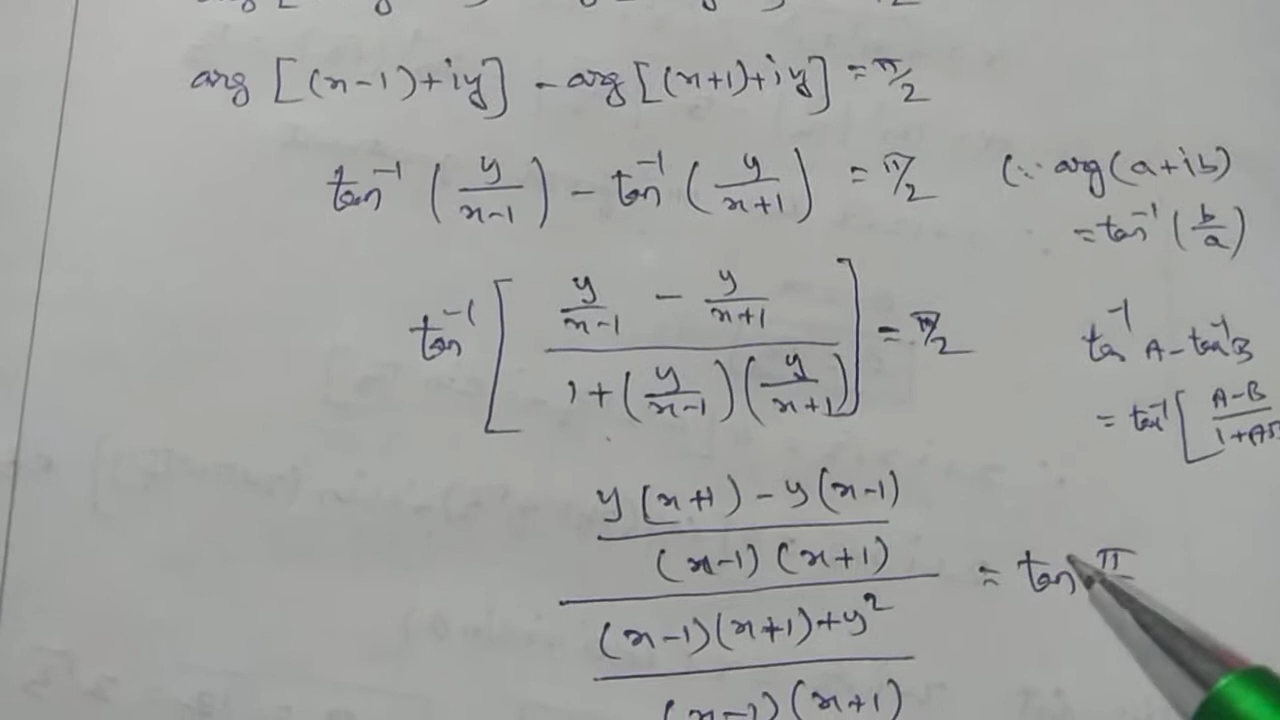 arg [(x-1)+iy] - arg [(x+1)+iy] = π/2
tan⁻¹ (y/(x-1)) - tan⁻¹ (y/(x+1)) = π/2 (∵ arg(a+ib)
= tan⁻¹ (b/a)
tan⁻¹ [ (y/(x-1) - y/(x+1)) / (1+(y/(x-1))(y/(x+1))) ] = π/2
tan⁻¹ A - tan⁻¹ B
= tan⁻¹ [ (A-B)/(1+AB
y(x+1) - y(x-1)
(x-1)(x+1)
= tan π
(x-1)(x+1)+y²
(x-1)(x+1)